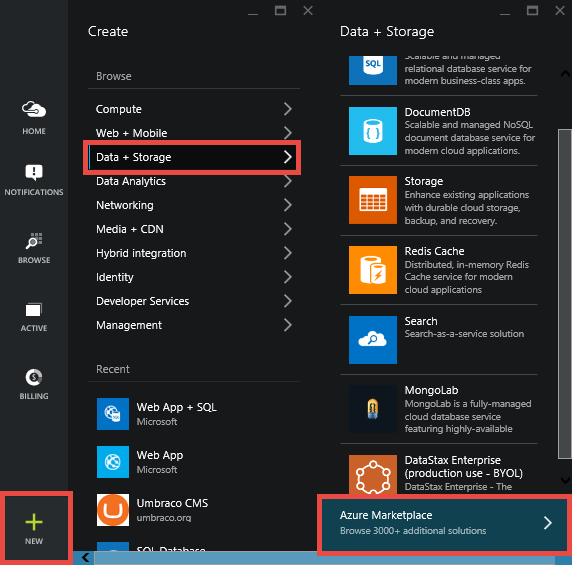 HOME
NOTIFICATIONS
BROWSE
ACTIVE
BILLING
NEW
Create
Browse
Compute
Web + Mobile
Data + Storage
Data Analytics
Networking
Media + CDN
Hybrid integration
Identity
Developer Services
Management
Recent
Web App + SQL
Microsoft
Web App
Microsoft
Umbraco CMS
umbraco.org
SQL Database
Data + Storage
SQL
Scalable and managed
relational database service for
modern business-class apps.
DocumentDB
Scalable and managed NoSQL
document database service for
modern cloud applications.
Storage
Enhance existing applications
with durable cloud storage,
backup, and recovery.
Redis Cache
Distributed, in-memory Redis
Cache service for modern
cloud applications
Search
Search-as-a-service solution
MongoLab
MongoLab is a fully-managed
cloud database service
featuring highly-available
DataStax Enterprise
(production use - BYOL)
DataStax Enterprise - The
Azure Marketplace
Browse 3000+ additional solutions